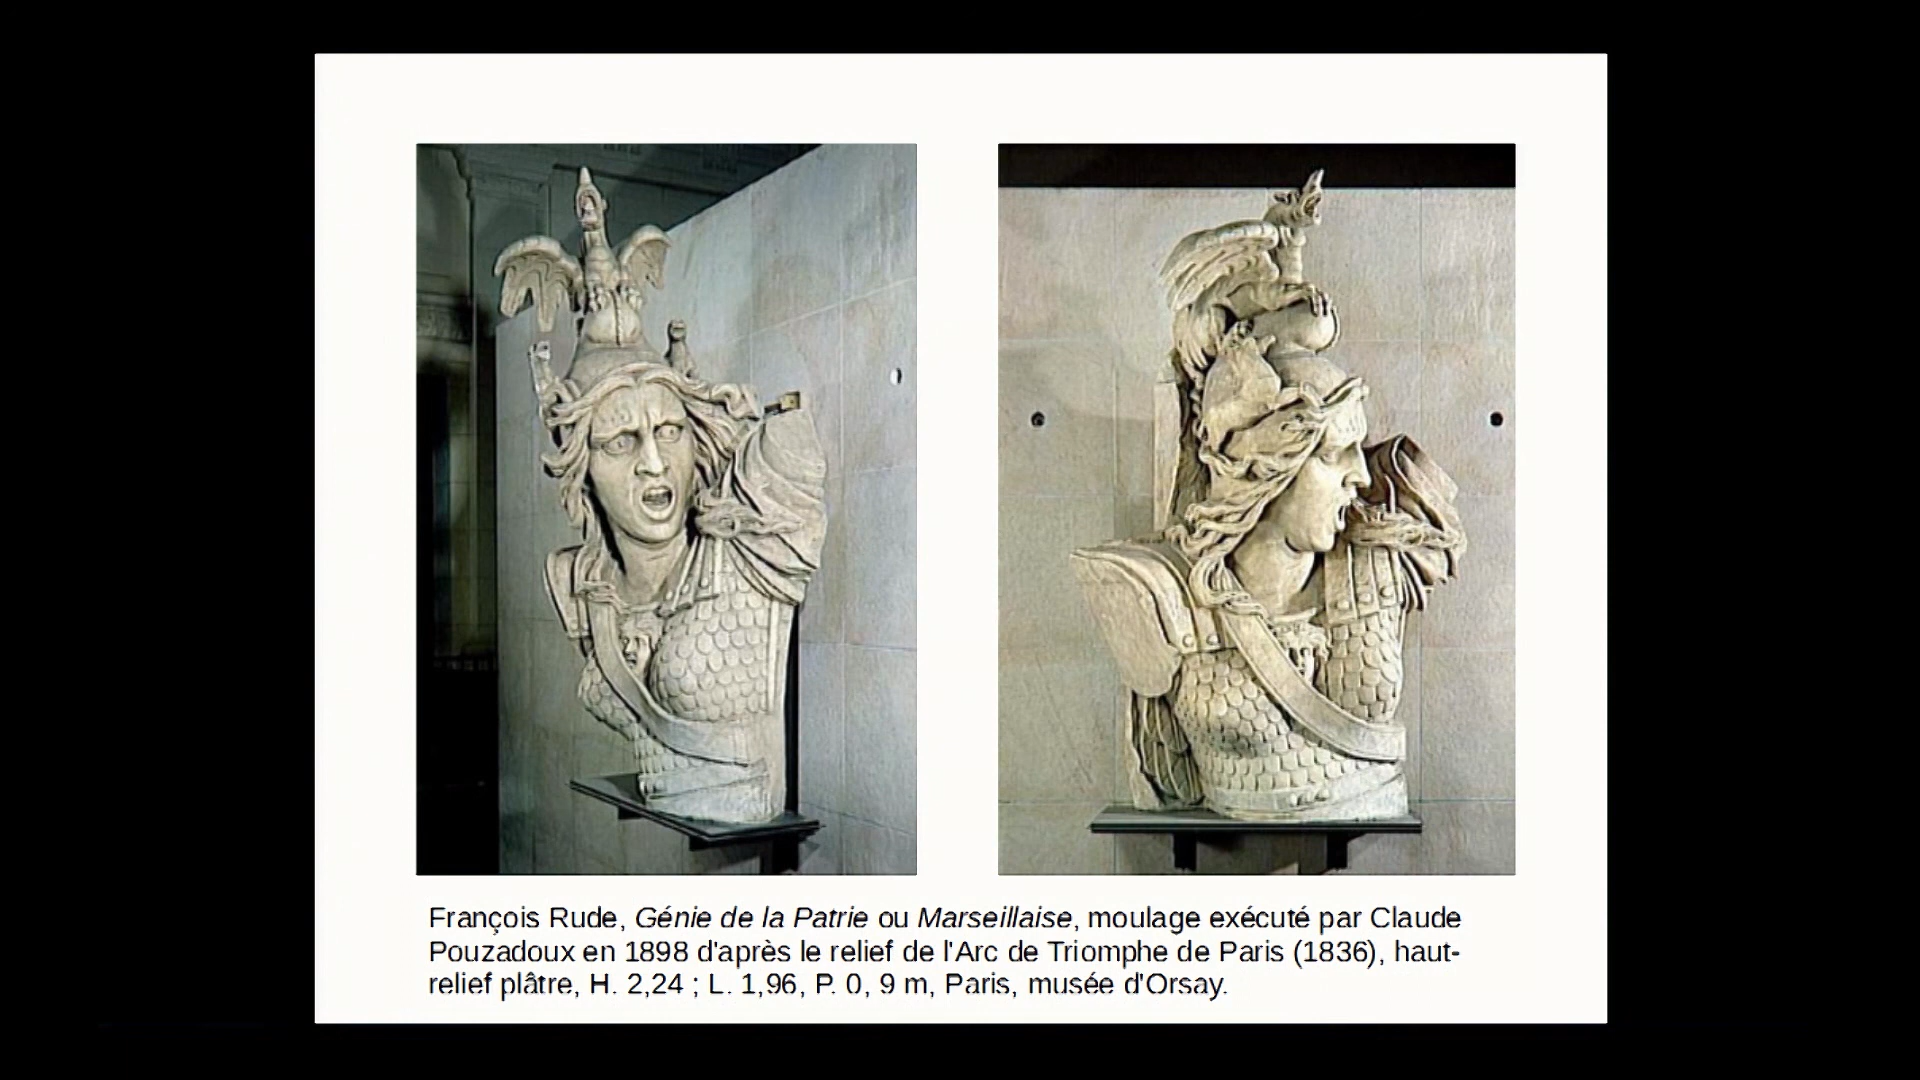 François Rude, Génie de la Patrie ou Marseillaise, moulage exécuté par Claude
Pouzadoux en 1898 d'après le relief de l'Arc de Triomphe de Paris (1836), haut-
relief plâtre, H. 2,24 ; L. 1,96, P. 0, 9 m, Paris, musée d'Orsay.